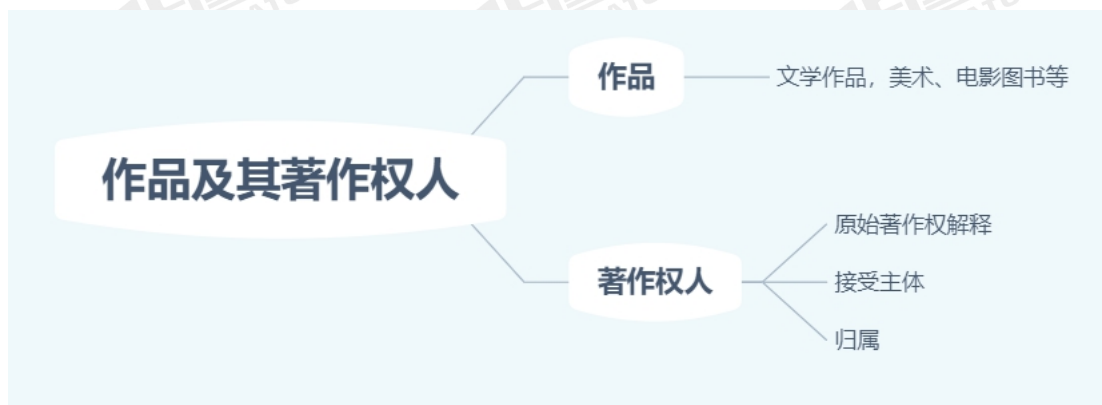 作品及其著作权人
作品
文学作品，美术、电影图书等
著作权人
原始著作权解释
接受主体
归属